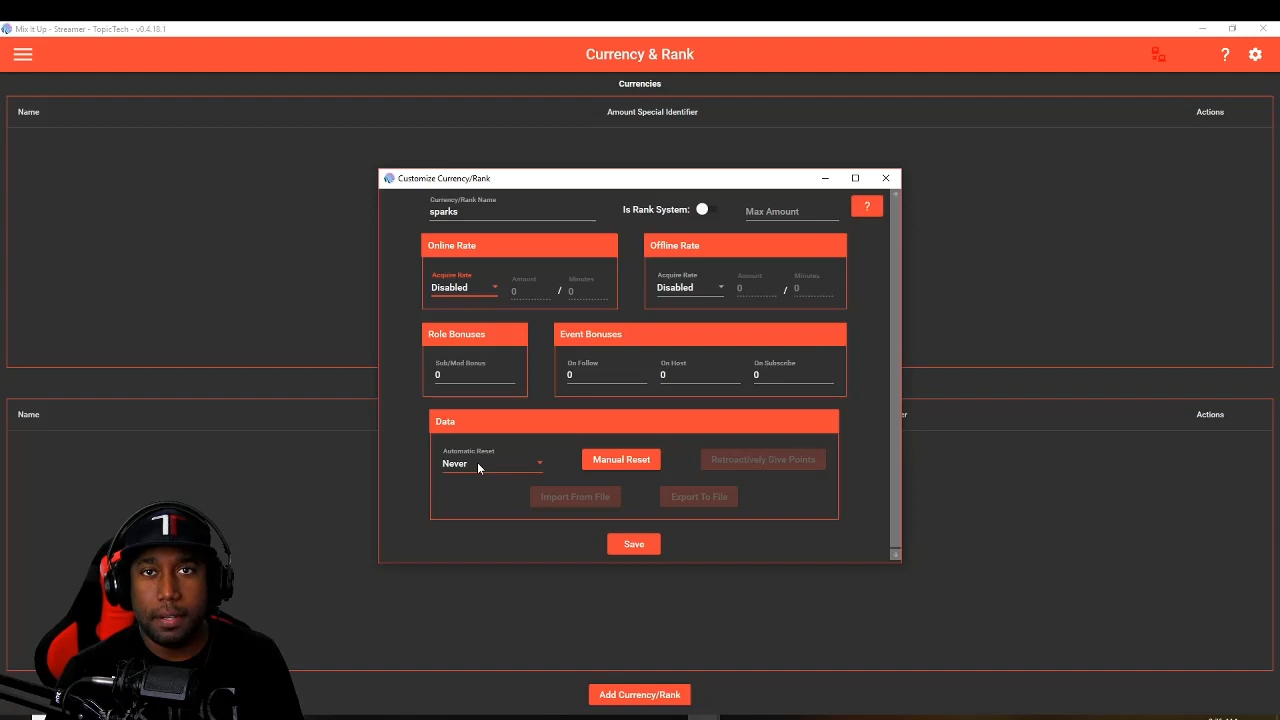 Mix It Up - Streamer - TopicTech - v0.4.18.1
Currency & Rank
?
Currencies
Name
Amount Special Identifier
Actions
Customize Currency/Rank
Currency/Rank Name
sparks
Is Rank System:
Max Amount
?
Online Rate
Offline Rate
Acquire Rate
Disabled
Amount
0
/
Minutes
0
Acquire Rate
Disabled
Amount
0
/
Minutes
0
Role Bonuses
Event Bonuses
Sub/Mod Bonus
0
On Follow
0
On Host
0
On Subscribe
0
Name
Actions
Data
Automatic Reset
Never
Manual Reset
Retroactively Give Points
Import From File
Export To File
Save
Add Currency/Rank